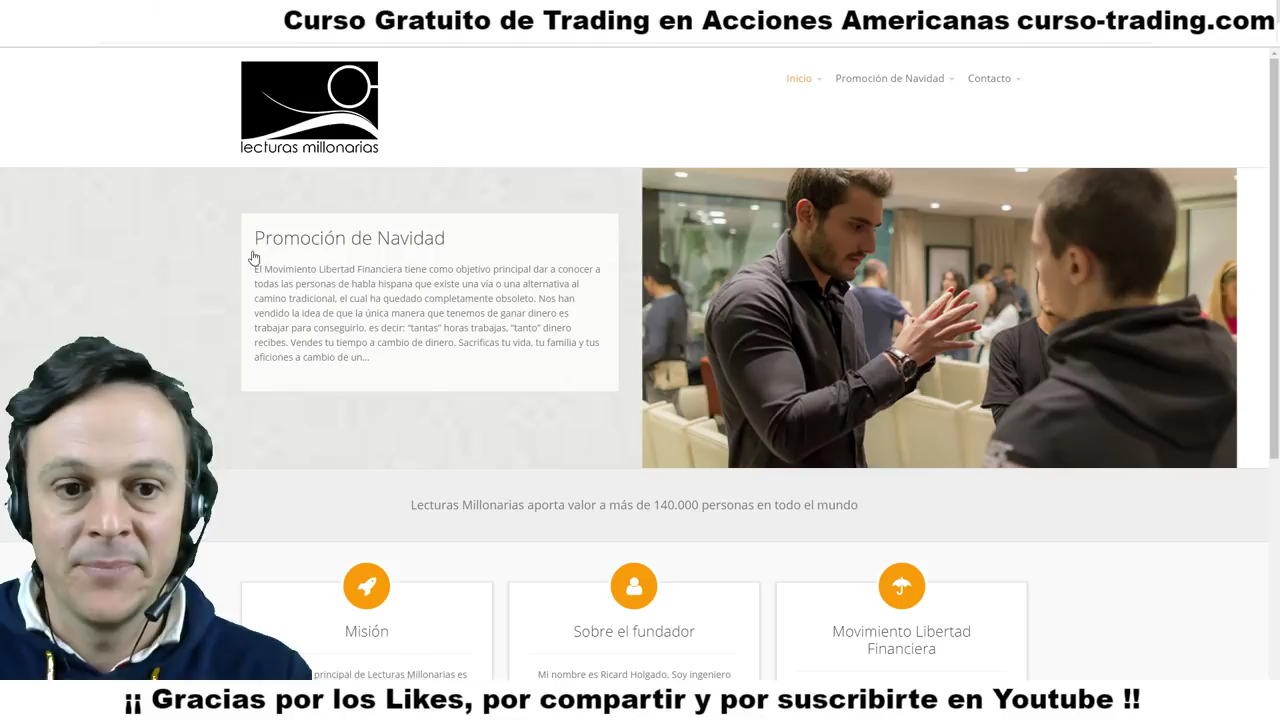 Curso Gratuito de Trading en Acciones Americanas curso-trading.com
lecturas millonarias
Inicio
Promoción de Navidad
Contacto
Promoción de Navidad
El Movimiento Libertad Financiera tiene como objetivo principal dar a conocer a
todas las personas de habla hispana que existe una vía o una alternativa al
camino tradicional, el cual ha quedado completamente obsoleto. Nos han
vendido la idea de que la única manera que tenemos de ganar dinero es
trabajar para conseguirlo, es decir: “tantas” horas trabajas, “tanto” dinero
recibes. Vendes tu tiempo a cambio de dinero. Sacrificas tu vida, tu familia y tus
aficiones a cambio de un...
Lecturas Millonarias aporta valor a más de 140.000 personas en todo el mundo
Misión
principal de Lecturas Millonarias es
Sobre el fundador
Mi nombre es Ricard Holgado. Soy ingeniero
Movimiento Libertad
Financiera
¡¡ Gracias por los Likes, por compartir y por suscribirte en Youtube !!